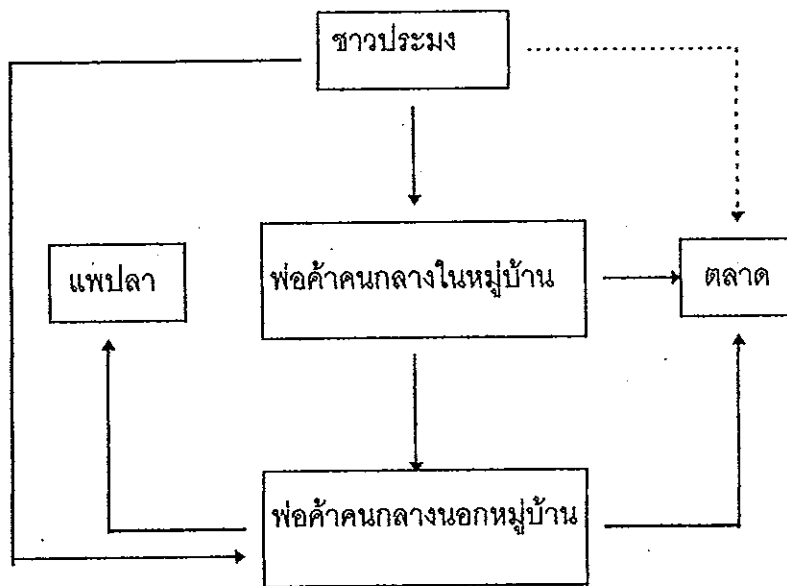 ชาวประมง
แพปลา
พ่อค้าคนกลางในหมู่บ้าน
ตลาด
พ่อค้าคนกลางนอกหมู่บ้าน